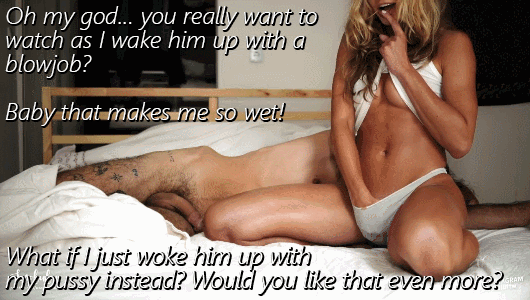 Oh my god... you really want to
watch as I wake him up with a
blowjob?
Baby that makes me so wet!
What if I just woke him up with
my pussy instead? Would you like that even more?